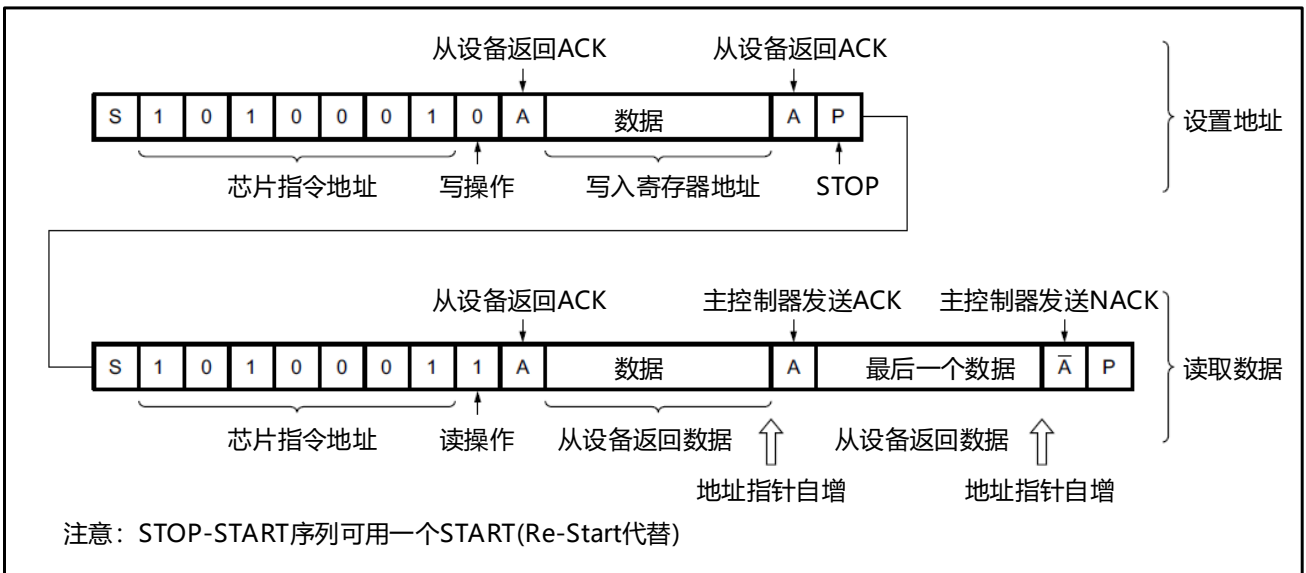 从设备返回ACK 从设备返回ACK
S 1 0 1 0 0 0 1 0 A 数据 A P
设置地址
芯片指令地址 写操作 写入寄存器地址 STOP
从设备返回ACK 主控制器发送ACK 主控制器发送NACK
S 1 0 1 0 0 0 1 1 A 数据 A 最后一个数据 A̅ P
读取数据
芯片指令地址 读操作 从设备返回数据 从设备返回数据
地址指针自增 地址指针自增
注意：STOP-START序列可用一个START(Re-Start代替)